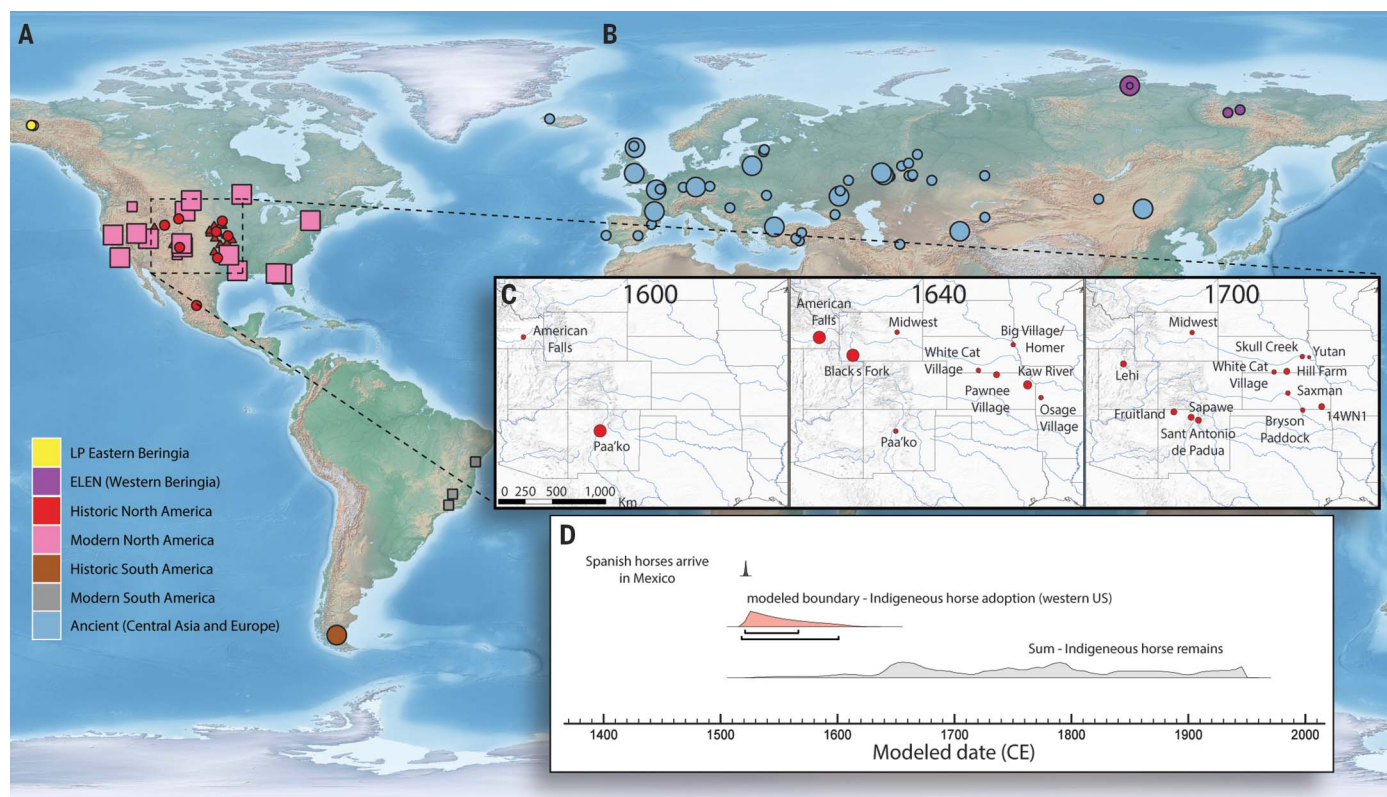 A
B
LP Eastern Beringia
ELEN (Western Beringia)
Historic North America
Modern North America
Historic South America
Modern South America
Ancient (Central Asia and Europe)
C
1600
American
Falls
Paa'ko
0 250 500 1,000
Km
1640
American
Falls
Midwest
Big Village/
Homer
Black s Fork
White Cat
Village
Kaw River
Pawnee
Village
Osage
Village
Paa'ko
1700
Midwest
Skull Creek
Yutan
Lehi
White Cat
Village
Hill Farm
Saxman
Fruitland
Sapawe
14WN1
Sant Antonio
de Padua
Bryson
Paddock
D
Spanish horses arrive
in Mexico
modeled boundary - Indigeneous horse adoption (western US)
Sum - Indigeneous horse remains
1400 1500 1600 1700 1800 1900 2000
Modeled date (CE)